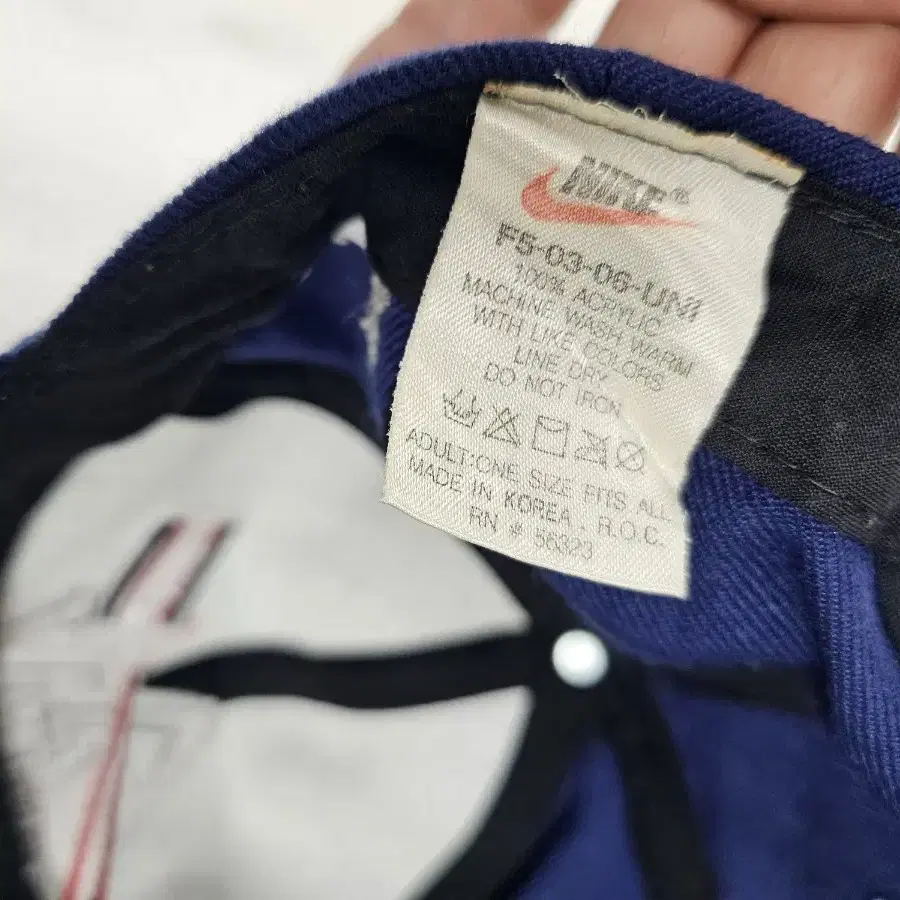 NIKE®
F5-03-06-UNI
100% ACRYLIC
MACHINE WASH WARM
WITH LIKE COLORS
LINE DRY
DO NOT IRON
ADULT:ONE SIZE FITS ALL
MADE IN KOREA . R.O.C.
RN # 56323